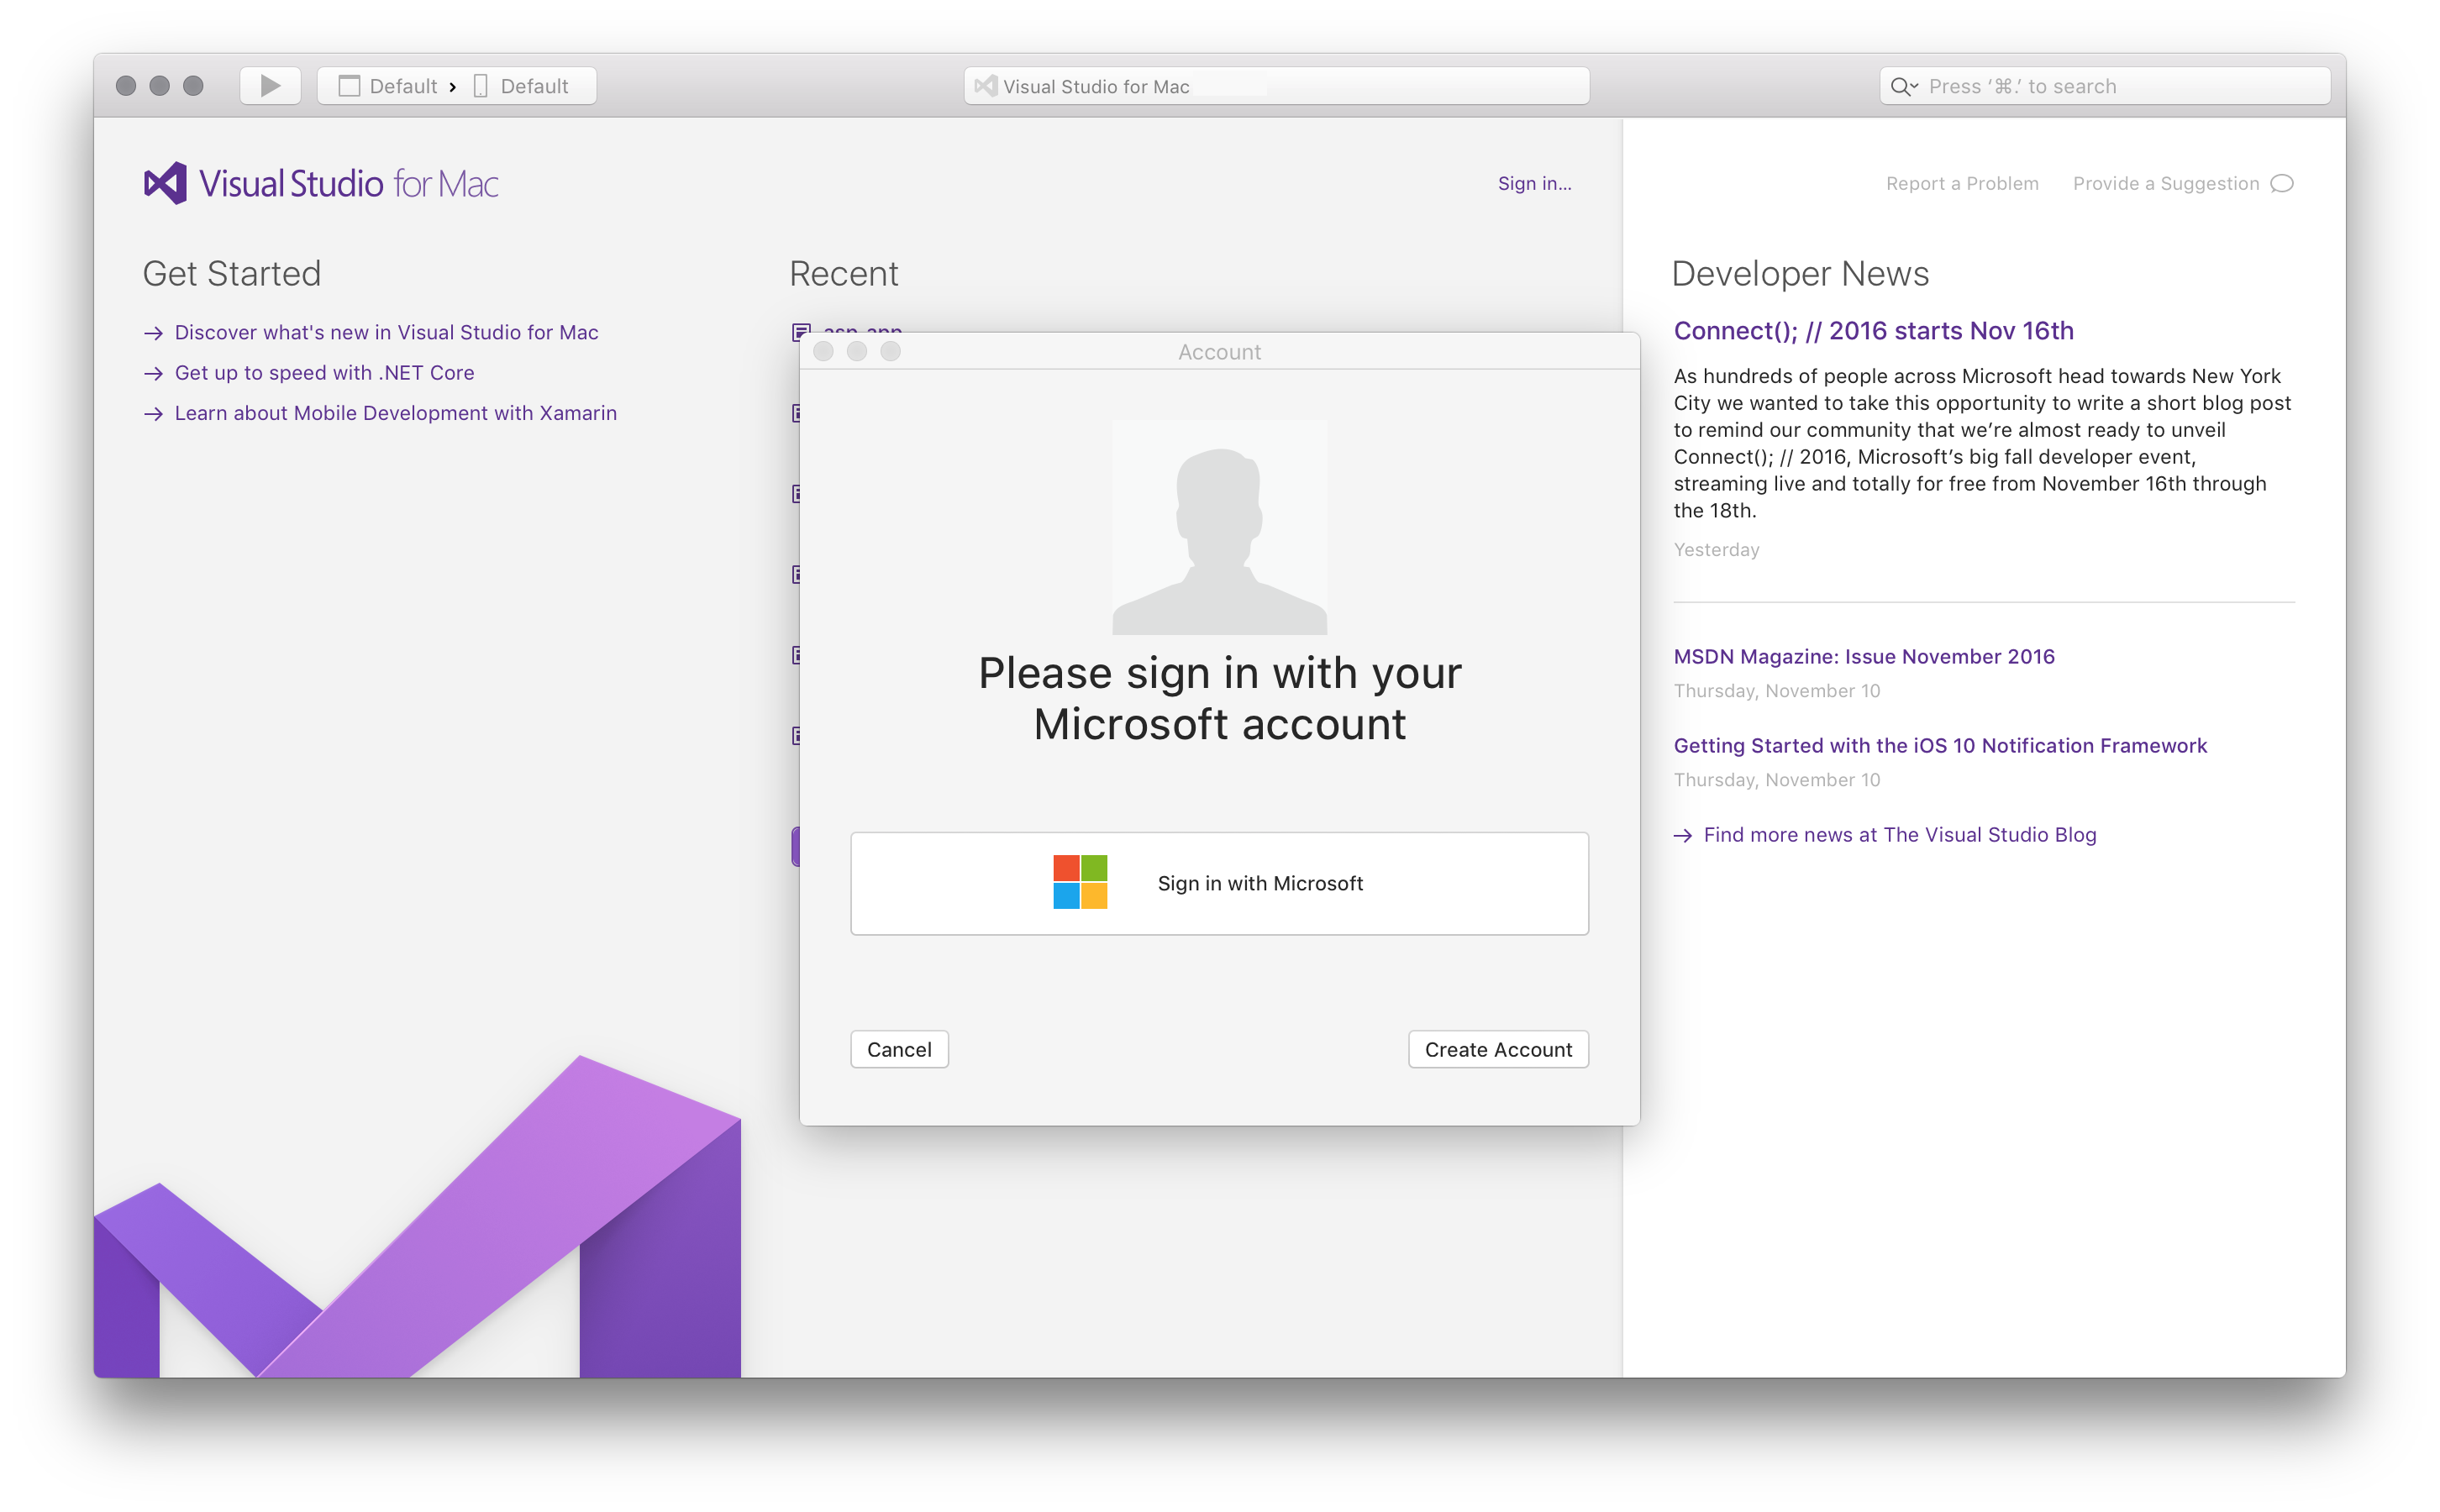 Default › Default
Visual Studio for Mac
Press ‘⌘.’ to search
Visual Studio for Mac
Sign in...
Report a Problem
Provide a Suggestion
Get Started
Discover what's new in Visual Studio for Mac
Get up to speed with .NET Core
Learn about Mobile Development with Xamarin
Recent
asp-app
Account
Please sign in with your
Microsoft account
Sign in with Microsoft
Cancel
Create Account
Developer News
Connect(); // 2016 starts Nov 16th
As hundreds of people across Microsoft head towards New York
City we wanted to take this opportunity to write a short blog post
to remind our community that we’re almost ready to unveil
Connect(); // 2016, Microsoft’s big fall developer event,
streaming live and totally for free from November 16th through
the 18th.
Yesterday
MSDN Magazine: Issue November 2016
Thursday, November 10
Getting Started with the iOS 10 Notification Framework
Thursday, November 10
Find more news at The Visual Studio Blog